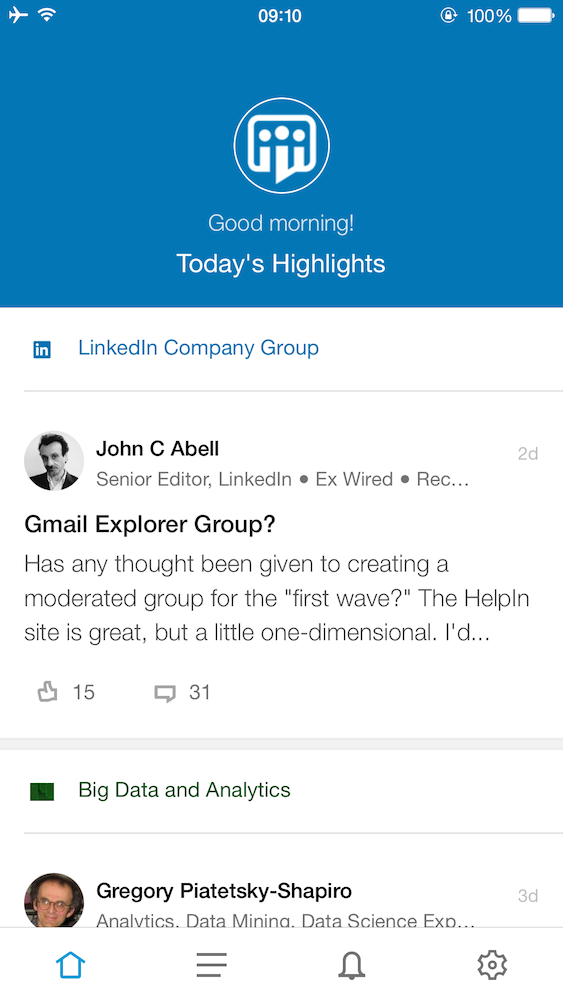 09:10
100%
Good morning!
Today's Highlights
in
LinkedIn Company Group
John C Abell
2d
Senior Editor, LinkedIn • Ex Wired • Rec...
Gmail Explorer Group?
Has any thought been given to creating a
moderated group for the "first wave?" The HelpIn
site is great, but a little one-dimensional. I'd...
15
31
Big Data and Analytics
Gregory Piatetsky-Shapiro
3d
Analytics, Data Mining, Data Science Exp...